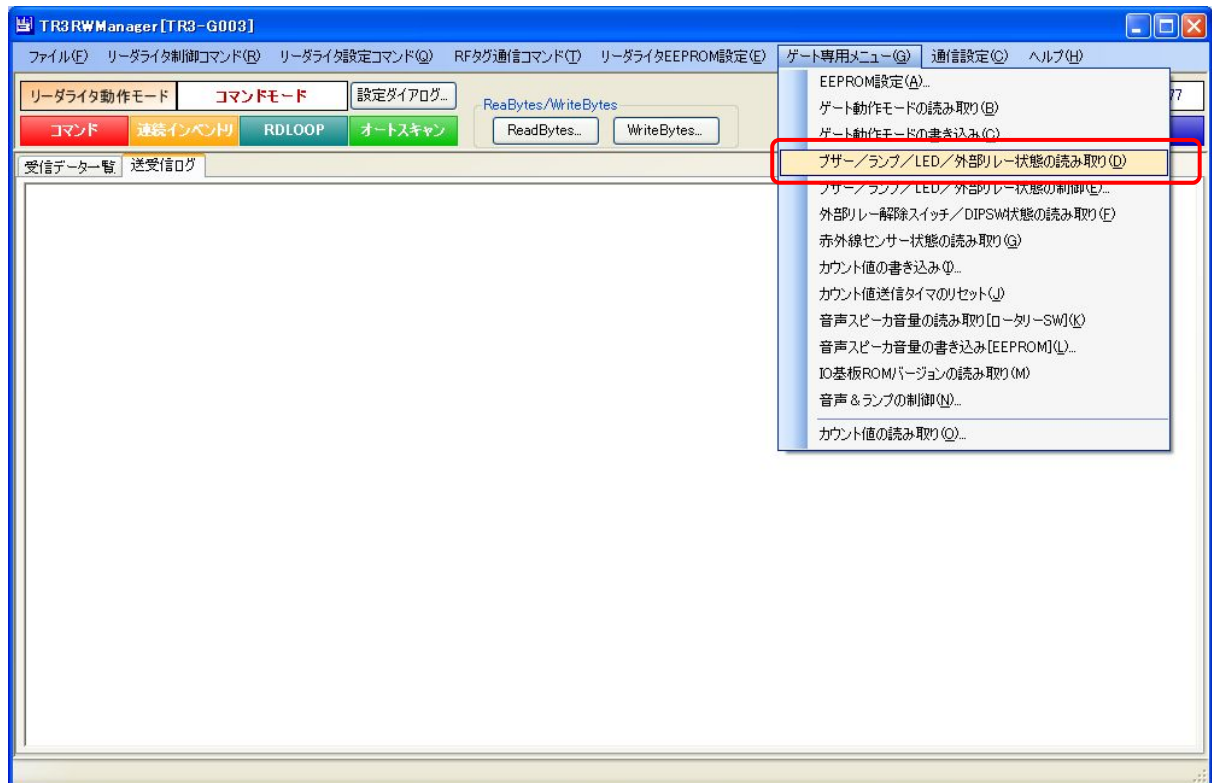 TR3RWManager[TR3-G003]
ファイル(F) リーダライタ制御コマンド(R) リーダライタ設定コマンド(Q) RFタグ通信コマンド(T) リーダライタEEPROM設定(E) ゲート専用メニュー(G) 通信設定(C) ヘルプ(H)
リーダライタ動作モード コマンドモード 設定ダイアログ...
ReaBytes/WriteBytes
コマンド 連続インベントリ RDLOOP オートスキャン ReadBytes... WriteBytes...
受信データ一覧 送受信ログ
EEPROM設定(A)...
ゲート動作モードの読み取り(B)
ゲート動作モードの書き込み(C)
ブザー/ランプ/LED/外部リレー状態の読み取り(D)
ブザー/ランプ/LED/外部リレー状態の制御(E)...
外部リレー解除スイッチ/DIPSW状態の読み取り(F)
赤外線センサー状態の読み取り(G)
カウント値の書き込み(I)...
カウント値送信タイマのリセット(J)
音声スピーカ音量の読み取り[ロータリーSW](K)
音声スピーカ音量の書き込み[EEPROM](L)...
IO基板ROMバージョンの読み取り(M)
音声&ランプの制御(N)...
カウント値の読み取り(O)...